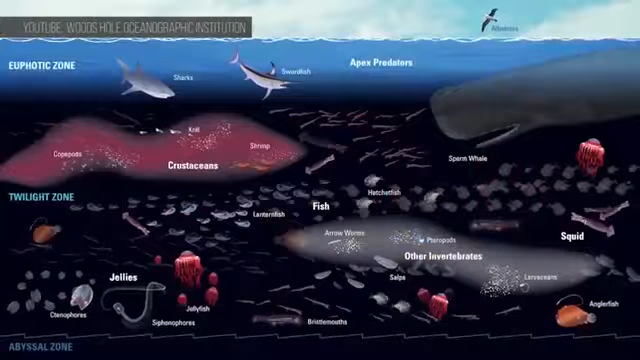 YOUTUBE: WOODS HOLE OCEANOGRAPHIC INSTITUTION
Albatross
EUPHOTIC ZONE
Apex Predators
Sharks
Swordfish
Krill
Copepods
Shrimp
Crustaceans
Sperm Whale
TWILIGHT ZONE
Hatchetfish
Fish
Lanternfish
Arrow Worms
Pteropods
Squid
Other Invertebrates
Jellies
Salps
Larvaceans
Ctenophores
Siphonophores
Jellyfish
Bristlemouths
Anglerfish
ABYSSAL ZONE